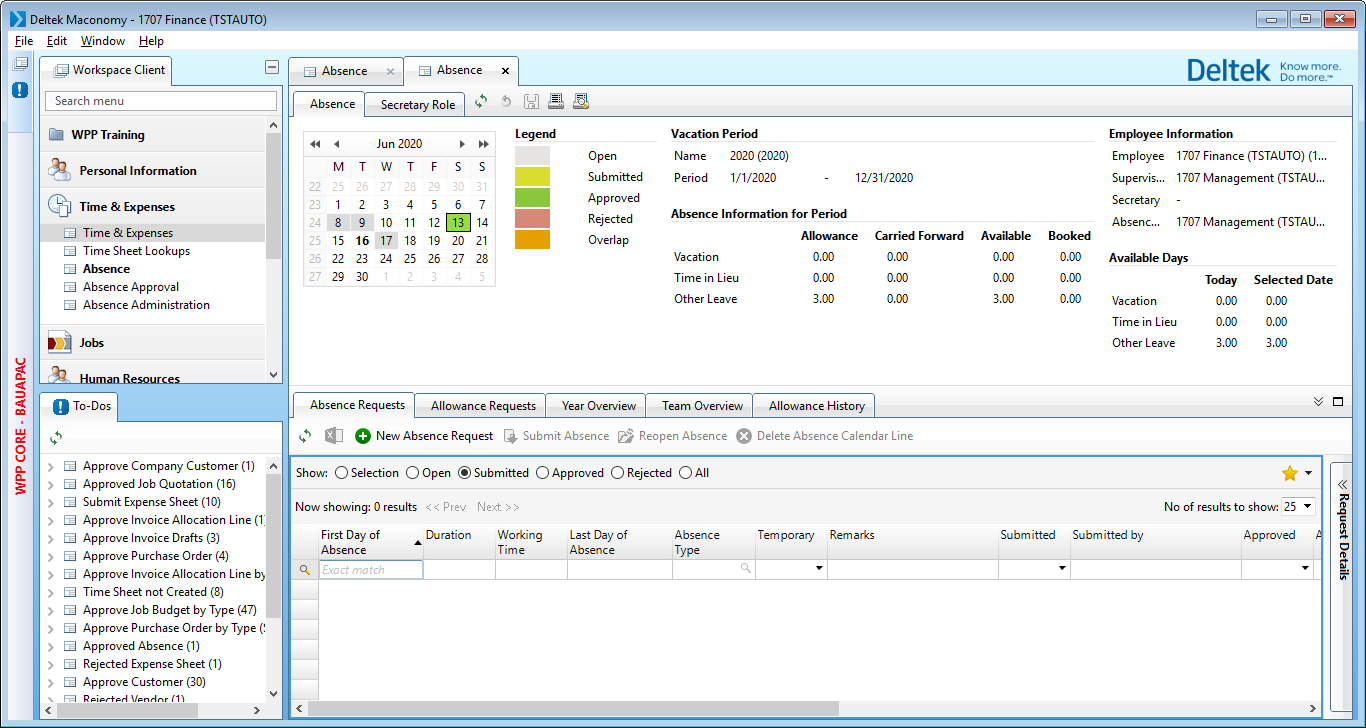 Deltek Maconomy - 1707 Finance (TSTAUTO)
File Edit Window Help
WPP CORE - BAUAPAC
Workspace Client
Search menu
WPP Training
Personal Information
Time & Expenses
Time & Expenses
Time Sheet Lookups
Absence
Absence Approval
Absence Administration
Jobs
Human Resources
To-Dos
Approve Company Customer (1)
Approved Job Quotation (16)
Submit Expense Sheet (10)
Approve Invoice Allocation Line (1)
Approve Invoice Drafts (3)
Approve Purchase Order (4)
Approve Invoice Allocation Line by
Time Sheet not Created (8)
Approve Job Budget by Type (47)
Approve Purchase Order by Type (
Approved Absence (1)
Rejected Expense Sheet (1)
Approve Customer (30)
Rejected Vendor (1)
Absence Absence
Deltek Know more.
Do more.™
Absence Secretary Role
Jun 2020
M T W T F S S
22 25 26 27 28 29 30 31
23 1 2 3 4 5 6 7
24 8 9 10 11 12 13 14
25 15 16 17 18 19 20 21
26 22 23 24 25 26 27 28
27 29 30 1 2 3 4 5
Legend
Open
Submitted
Approved
Rejected
Overlap
Vacation Period
Name 2020 (2020)
Period 1/1/2020 - 12/31/2020
Absence Information for Period
Allowance Carried Forward Available Booked
Vacation 0.00 0.00 0.00 0.00
Time in Lieu 0.00 0.00 0.00 0.00
Other Leave 3.00 0.00 3.00 0.00
Employee Information
Employee 1707 Finance (TSTAUTO) (1...
Supervis... 1707 Management (TSTAU...
Secretary -
Absenc... 1707 Management (TSTAU...
Available Days
Today Selected Date
Vacation 0.00 0.00
Time in Lieu 0.00 0.00
Other Leave 3.00 3.00
Absence Requests Allowance Requests Year Overview Team Overview Allowance History
New Absence Request Submit Absence Reopen Absence Delete Absence Calendar Line
Show: Selection Open Submitted Approved Rejected All
Now showing: 0 results << Prev Next >> No of results to show: 25
First Day of Absence Duration Working Time Last Day of Absence Absence Type Temporary Remarks Submitted Submitted by Approved A
Exact match
Request Details